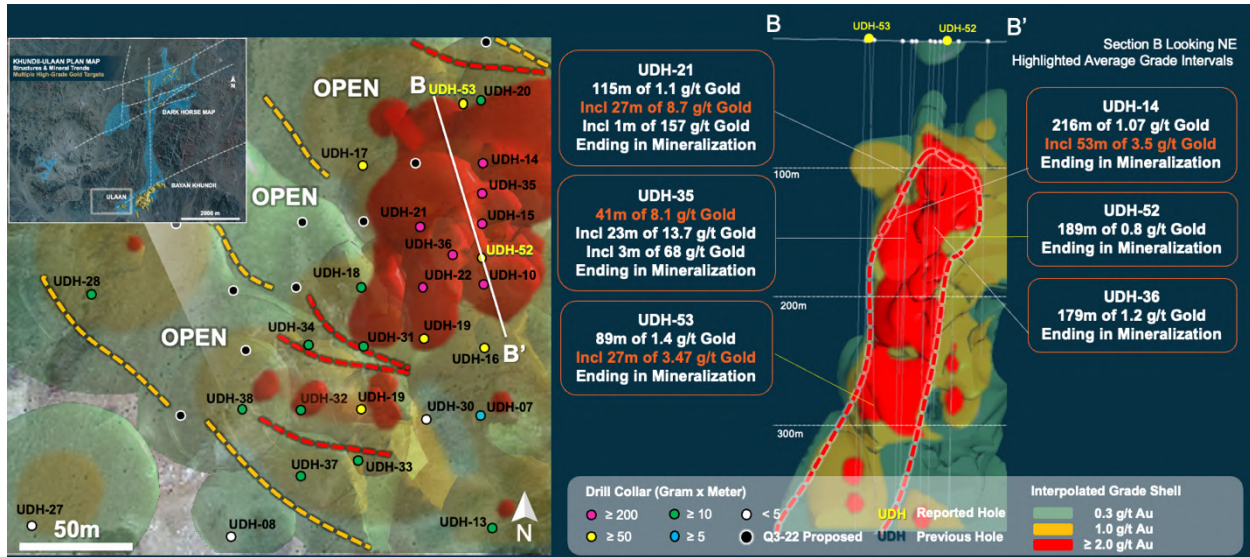 KHUNDII-ULAAN PLAN MAP
Structures & Mineral Trends
Multiple High-Grade Gold Targets
N
DARK HORSE MAP
BAYAN KHUNDII
ULAAN
2000 m
OPEN
B
UDH-53
UDH-20
UDH-17
UDH-14
UDH-35
OPEN
UDH-21
UDH-15
UDH-36
UDH-52
UDH-28
UDH-18
UDH-22
UDH-10
OPEN
UDH-34
UDH-31
UDH-19
UDH-16
B'
UDH-38
UDH-32
UDH-19
UDH-30
UDH-07
UDH-37
UDH-33
UDH-27
50m
UDH-08
UDH-13
N
B
UDH-53
UDH-52
B'
Section B Looking NE
Highlighted Average Grade Intervals
UDH-21
115m of 1.1 g/t Gold
Incl 27m of 8.7 g/t Gold
Incl 1m of 157 g/t Gold
Ending in Mineralization
UDH-35
41m of 8.1 g/t Gold
Incl 23m of 13.7 g/t Gold
Incl 3m of 68 g/t Gold
Ending in Mineralization
UDH-53
89m of 1.4 g/t Gold
Incl 27m of 3.47 g/t Gold
Ending in Mineralization
100m
200m
300m
UDH-14
216m of 1.07 g/t Gold
Incl 53m of 3.5 g/t Gold
Ending in Mineralization
UDH-52
189m of 0.8 g/t Gold
Ending in Mineralization
UDH-36
179m of 1.2 g/t Gold
Ending in Mineralization
Drill Collar (Gram x Meter)
≥ 200
≥ 10
< 5
≥ 50
≥ 5
Q3-22 Proposed
UDH Reported Hole
UDH Previous Hole
Interpolated Grade Shell
0.3 g/t Au
1.0 g/t Au
≥ 2.0 g/t Au